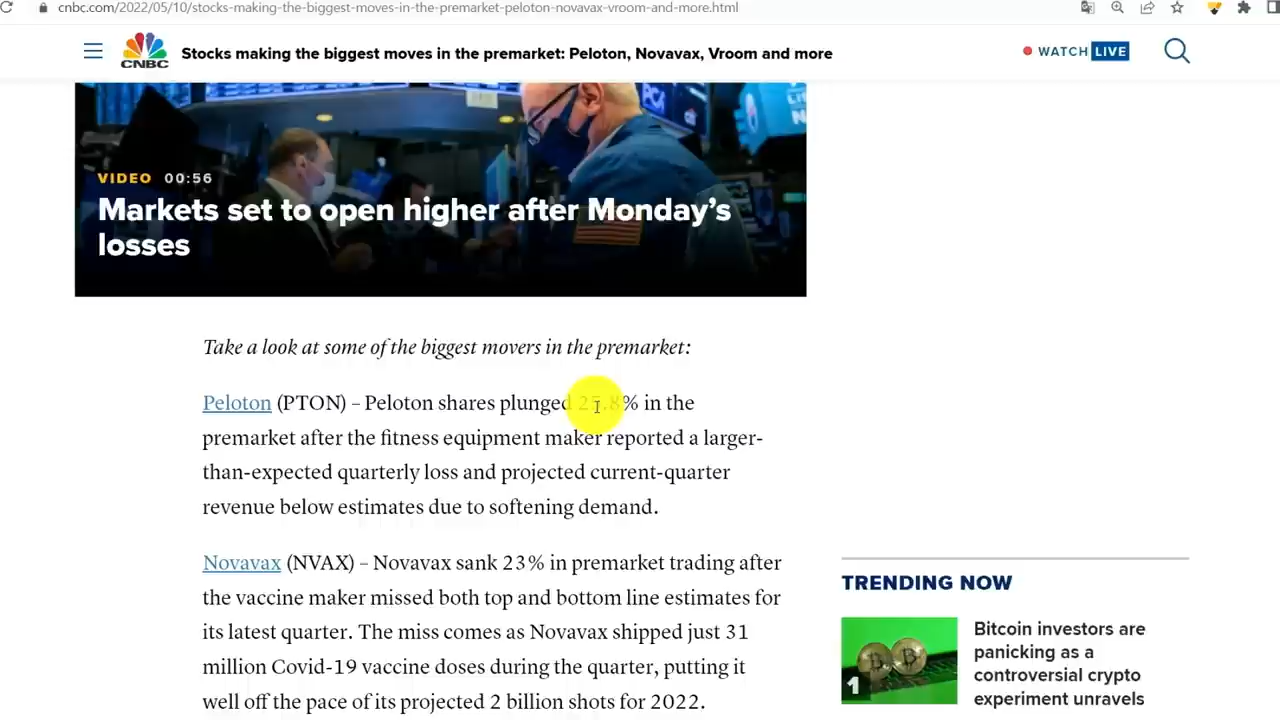 cnbc.com/2022/05/10/stocks-making-the-biggest-moves-in-the-premarket-peloton-novavax-vroom-and-more.html
CNBC
Stocks making the biggest moves in the premarket: Peloton, Novavax, Vroom and more
WATCH LIVE
VIDEO 00:56
Markets set to open higher after Monday’s
losses
Take a look at some of the biggest movers in the premarket:
Peloton (PTON) – Peloton shares plunged 25.8% in the
premarket after the fitness equipment maker reported a larger-
than-expected quarterly loss and projected current-quarter
revenue below estimates due to softening demand.
Novavax (NVAX) – Novavax sank 23% in premarket trading after
the vaccine maker missed both top and bottom line estimates for
its latest quarter. The miss comes as Novavax shipped just 31
million Covid-19 vaccine doses during the quarter, putting it
well off the pace of its projected 2 billion shots for 2022.
TRENDING NOW
1
Bitcoin investors are
panicking as a
controversial crypto
experiment unravels